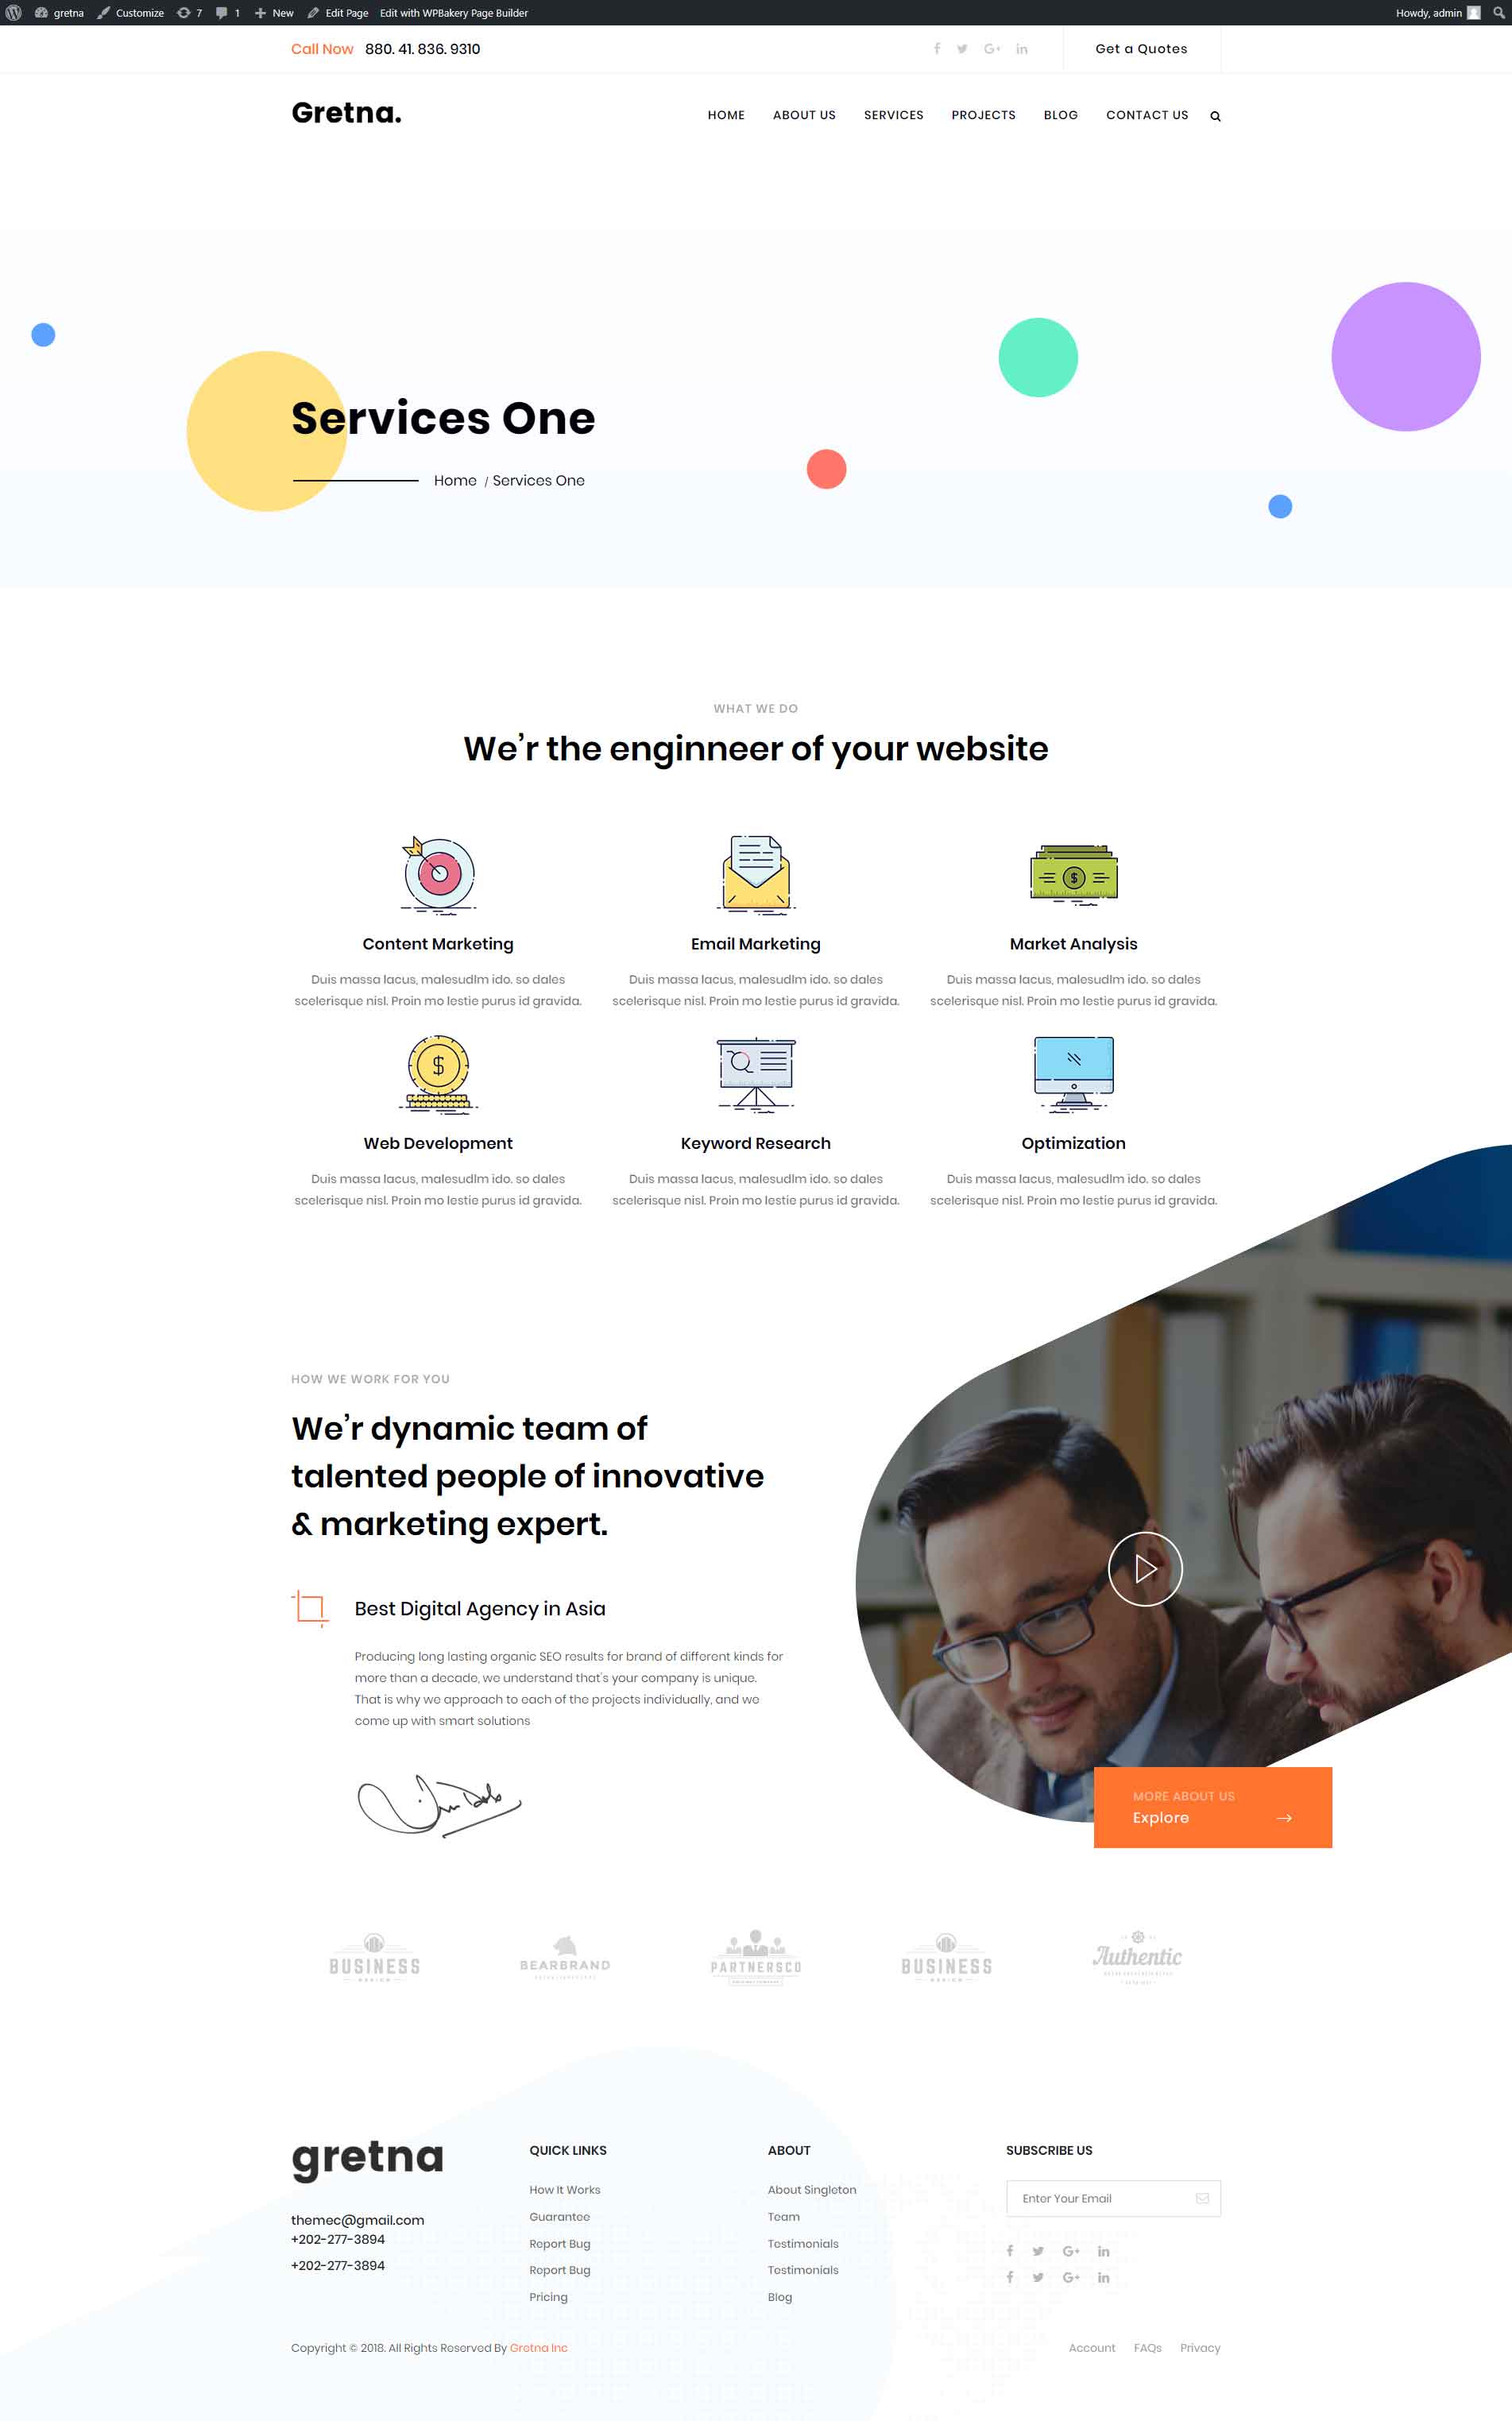 gretna Customize 7 1 New Edit Page Edit with WPBakery Page Builder Howdy, admin
Call Now 880. 41. 836. 9310 Get a Quotes
Gretna. HOME ABOUT US SERVICES PROJECTS BLOG CONTACT US
Services One
Home / Services One
WHAT WE DO
We'r the enginneer of your website
Content Marketing Email Marketing Market Analysis
Duis massa lacus, malesudlm ido. so dales Duis massa lacus, malesudlm ido. so dales Duis massa lacus, malesudlm ido. so dales
scelerisque nisl. Proin mo lestie purus id gravida. scelerisque nisl. Proin mo lestie purus id gravida. scelerisque nisl. Proin mo lestie purus id gravida.
Web Development Keyword Research Optimization
Duis massa lacus, malesudlm ido. so dales Duis massa lacus, malesudlm ido. so dales Duis massa lacus, malesudlm ido. so dales
scelerisque nisl. Proin mo lestie purus id gravida. scelerisque nisl. Proin mo lestie purus id gravida. scelerisque nisl. Proin mo lestie purus id gravida.
HOW WE WORK FOR YOU
We'r dynamic team of
talented people of innovative
& marketing expert.
Best Digital Agency in Asia
Producing long lasting organic SEO results for brand of different kinds for
more than a decade, we understand that's your company is unique.
That is why we approach to each of the projects individually, and we
come up with smart solutions
MORE ABOUT US
Explore
BUSINESS BEARBRAND PARTNERSCO BUSINESS Authentic
gretna
themec@gmail.com
+202-277-3894
+202-277-3894
QUICK LINKS
How It Works
Guarantee
Report Bug
Report Bug
Pricing
ABOUT
About Singleton
Team
Testimonials
Testimonials
Blog
SUBSCRIBE US
Enter Your Email
Copyright © 2018. All Rights Reserved By Gretna Inc
Account FAQs Privacy